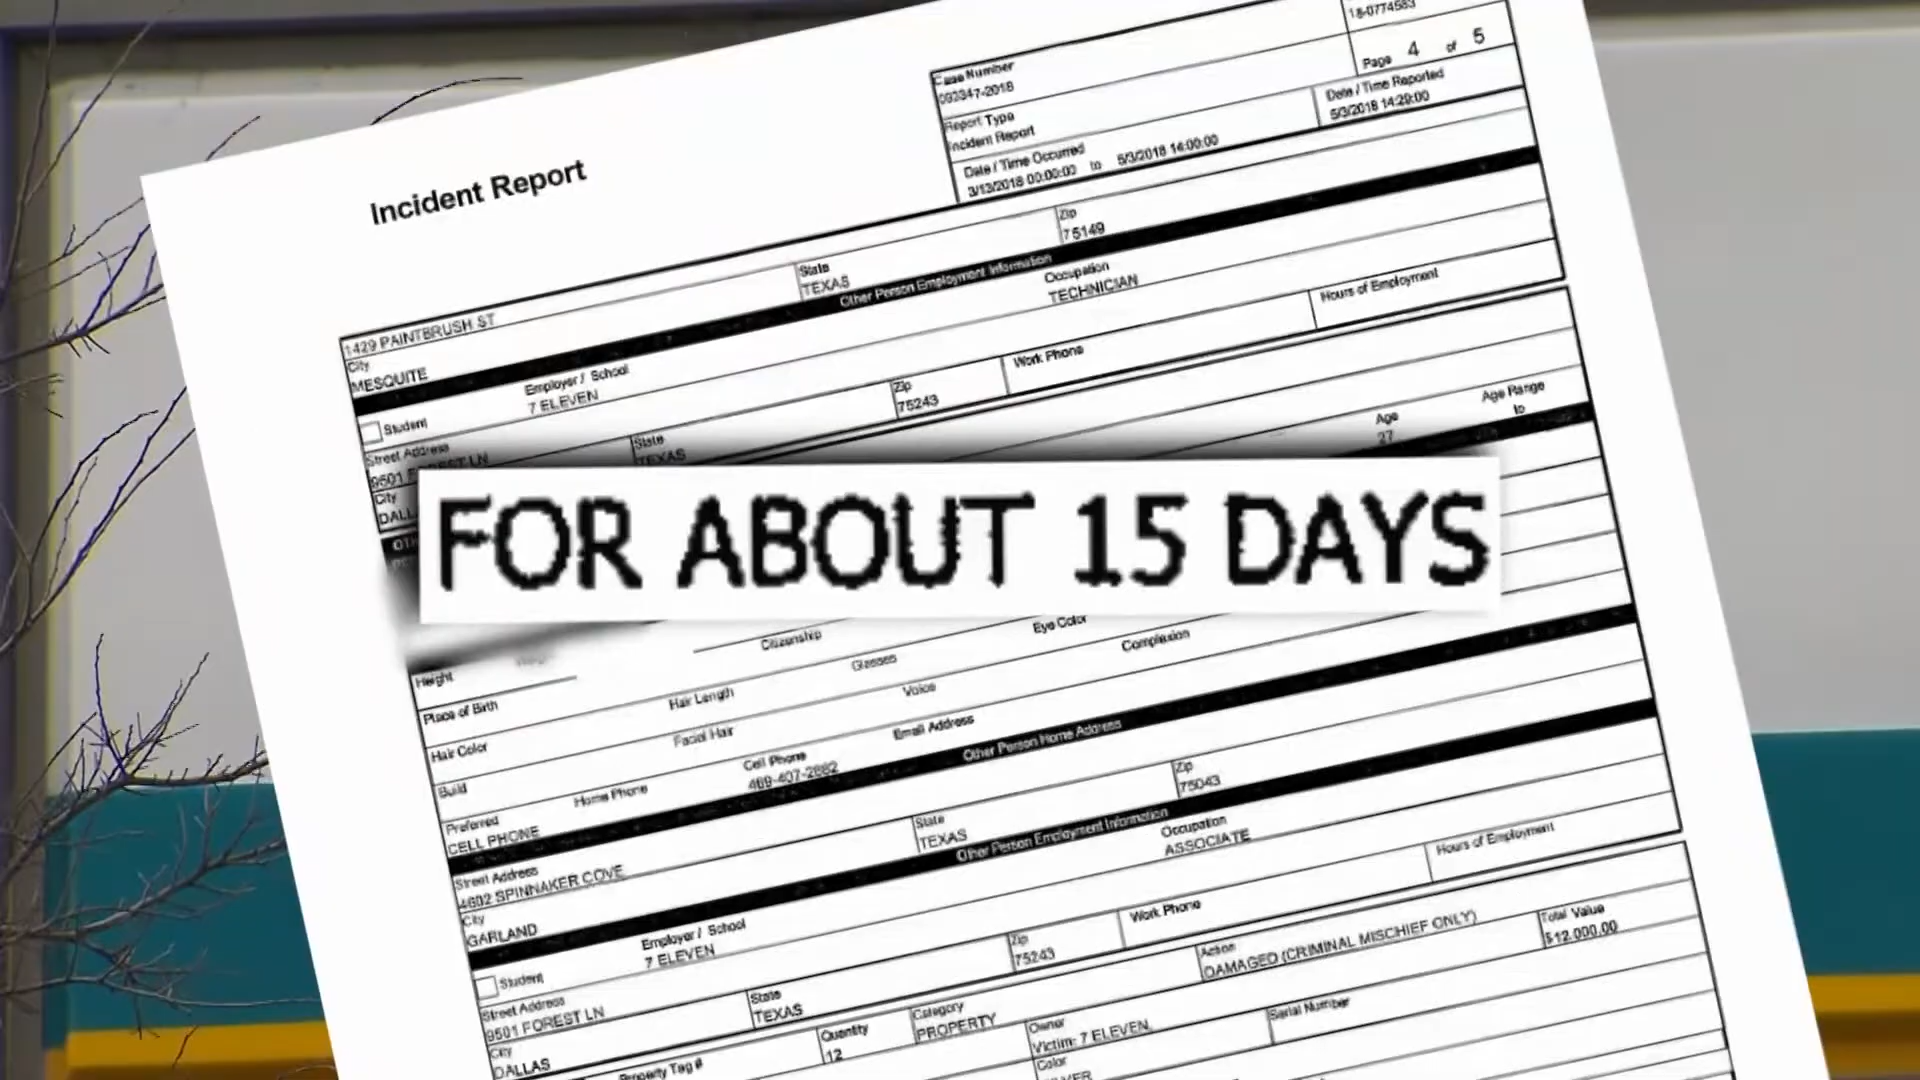 18-0774583
Page 4 of 5
Case Number
092347-2018
Report Type
Incident Report
Date / Time Occurred
3/13/2018 00:00:00 to 5/3/2018 14:00:00
Date / Time Reported
5/3/2018 14:29:00
Incident Report
1429 PAINTBRUSH ST
City
MESQUITE
State
TEXAS
Zip
75149
Other Person Employment Information
Student
Employer / School
7 ELEVEN
Occupation
TECHNICIAN
Street Address
9501 FOREST LN
City
DALL
State
TEXAS
Zip
75243
Work Phone
Hours of Employment
Age
27
Age Range
to
FOR ABOUT 15 DAYS
Height
Citizenship
Eye Color
Place of Birth
Hair Length
Glasses
Complexion
Hair Color
Facial Hair
Voice
Build
Home Phone
Cell Phone
469-407-2882
Email Address
Preferred
CELL PHONE
Other Person Home Address
Street Address
4602 SPINNAKER COVE
City
GARLAND
State
TEXAS
Zip
75043
Other Person Employment Information
Student
Employer / School
7 ELEVEN
Occupation
ASSOCIATE
Street Address
9501 FOREST LN
City
DALLAS
State
TEXAS
Zip
75243
Work Phone
Hours of Employment
Property Tag #
Quantity
12
Category
PROPERTY
Action
DAMAGED (CRIMINAL MISCHIEF ONLY)
Total Value
$12,000.00
Owner
Victim: 7 ELEVEN,
Serial Number
Color